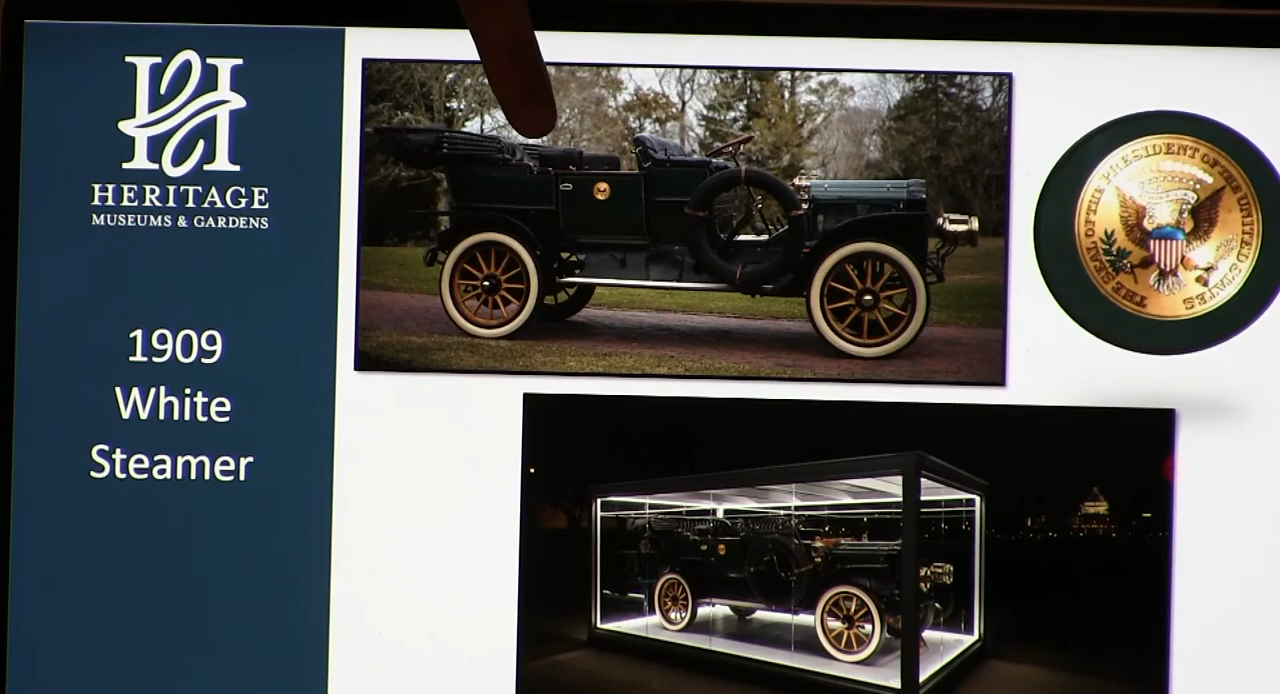 HERITAGE
MUSEUMS & GARDENS
1909
White
Steamer
THE SEAL OF THE PRESIDENT OF THE UNITED STATES